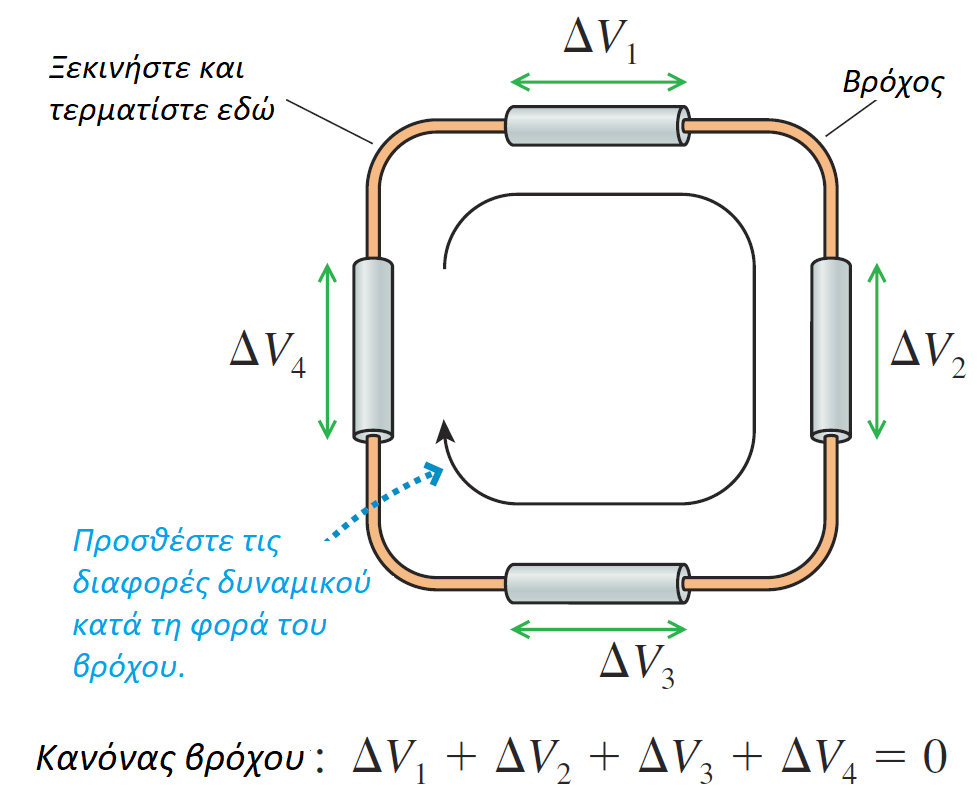 ΔV₁
Ξεκινήστε και
τερματίστε εδώ
Βρόχος
ΔV₄
ΔV₂
Προσθέστε τις
διαφορές δυναμικού
κατά τη φορά του
βρόχου.
ΔV₃
Κανόνας βρόχου: ΔV₁ + ΔV₂ + ΔV₃ + ΔV₄ = 0